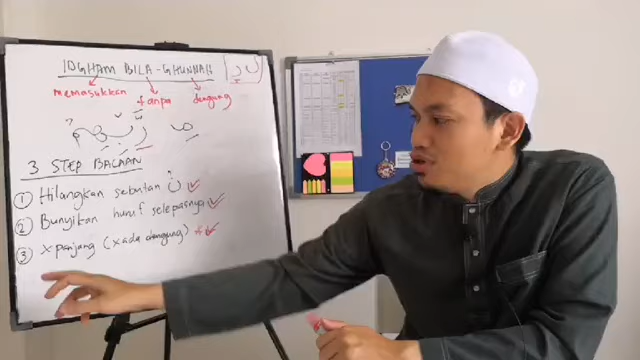 IDGHAM BILA - GHUNNAH ل ر
memasukkan tanpa dengung
3 STEP BACAAN
1 Hilangkan sebutan ن
2 Bunyikan huruf selepasnya
3 x panjang (x ada dengung)